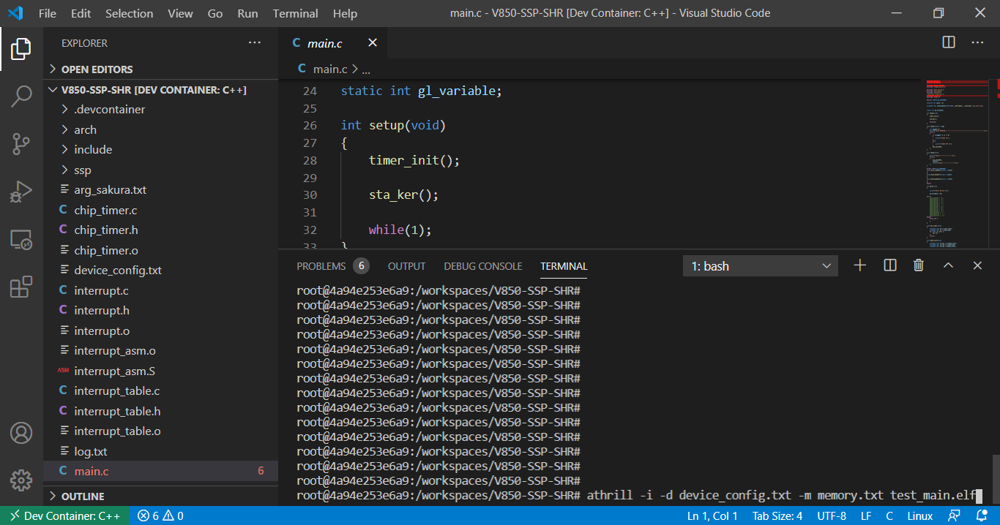 File Edit Selection View Go Run Terminal Help
main.c - V850-SSP-SHR [Dev Container: C++] - Visual Studio Code
EXPLORER
OPEN EDITORS
V850-SSP-SHR [DEV CONTAINER: C++]
.devcontainer
arch
include
ssp
arg_sakura.txt
C chip_timer.c
C chip_timer.h
chip_timer.o
device_config.txt
C interrupt.c
C interrupt.h
interrupt.o
interrupt_asm.o
ASM interrupt_asm.S
C interrupt_table.c
C interrupt_table.h
interrupt_table.o
log.txt
C main.c 6
OUTLINE
C main.c
C main.c > ...
24 static int gl_variable;
25
26 int setup(void)
27 {
28 timer_init();
29
30 sta_ker();
31
32 while(1);
33 }
PROBLEMS 6 OUTPUT DEBUG CONSOLE TERMINAL 1: bash
root@4a94e253e6a9:/workspaces/V850-SSP-SHR#
root@4a94e253e6a9:/workspaces/V850-SSP-SHR#
root@4a94e253e6a9:/workspaces/V850-SSP-SHR#
root@4a94e253e6a9:/workspaces/V850-SSP-SHR#
root@4a94e253e6a9:/workspaces/V850-SSP-SHR#
root@4a94e253e6a9:/workspaces/V850-SSP-SHR#
root@4a94e253e6a9:/workspaces/V850-SSP-SHR#
root@4a94e253e6a9:/workspaces/V850-SSP-SHR#
root@4a94e253e6a9:/workspaces/V850-SSP-SHR#
root@4a94e253e6a9:/workspaces/V850-SSP-SHR#
root@4a94e253e6a9:/workspaces/V850-SSP-SHR#
root@4a94e253e6a9:/workspaces/V850-SSP-SHR#
root@4a94e253e6a9:/workspaces/V850-SSP-SHR#
root@4a94e253e6a9:/workspaces/V850-SSP-SHR#
root@4a94e253e6a9:/workspaces/V850-SSP-SHR# athrill -i -d device_config.txt -m memory.txt test_main.elf
Dev Container: C++ 6 0 Ln 1, Col 1 Tab Size: 4 UTF-8 LF C Linux